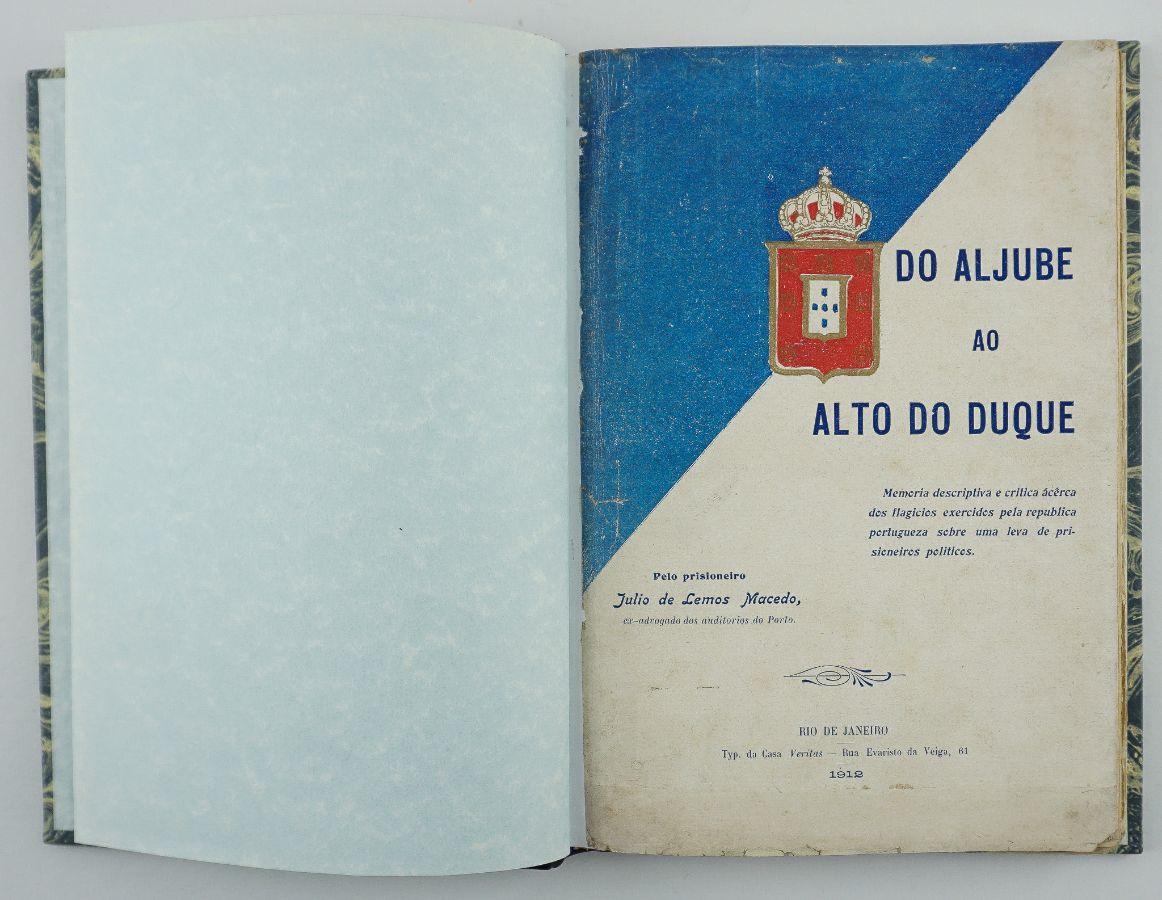 DO ALJUBE
AO
ALTO DO DUQUE
Memoria descriptiva e critica ácêrca
dos flagicios exercidos pela republica
portugueza sobre uma leva de pri-
sioneiros politicos.
Pelo prisioneiro
Julio de Lemos Macedo,
ex-advogado dos auditorios do Porto.
RIO DE JANEIRO
Typ. da Casa Veritas — Rua Evaristo da Veiga, 61
1912